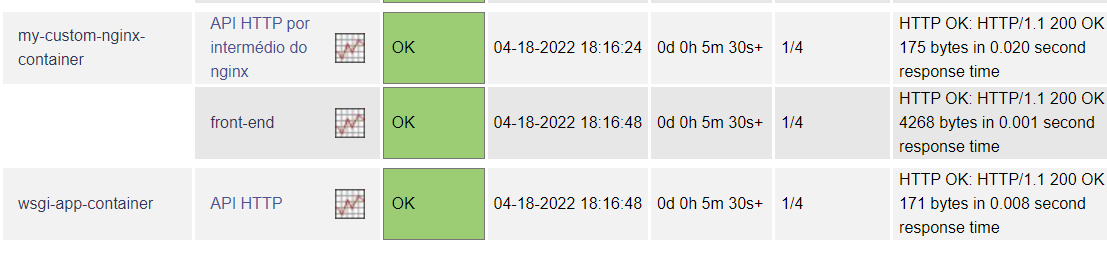 my-custom-nginx-
container
API HTTP por
intermédio do
nginx
OK
04-18-2022 18:16:24
0d 0h 5m 30s+
1/4
HTTP OK: HTTP/1.1 200 OK
175 bytes in 0.020 second
response time
front-end
OK
04-18-2022 18:16:48
0d 0h 5m 30s+
1/4
HTTP OK: HTTP/1.1 200 OK
4268 bytes in 0.001 second
response time
wsgi-app-container
API HTTP
OK
04-18-2022 18:16:48
0d 0h 5m 30s+
1/4
HTTP OK: HTTP/1.1 200 OK
171 bytes in 0.008 second
response time